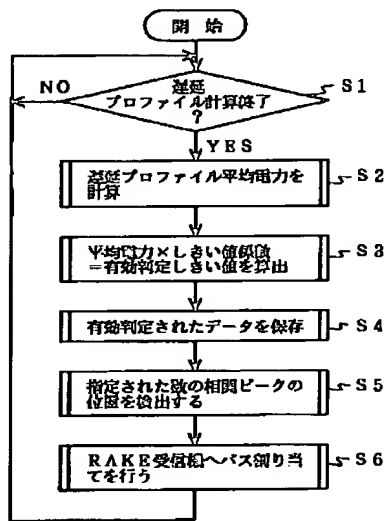 開始
NO
遅延
プロファイル計算終了
?
S1
YES
遅延プロファイル平均電力を
計算
S2
平均電力×しきい値係数
=有効判定しきい値を算出
S3
有効判定されたデータを保存
S4
指定された数の相関ピークの
位置を検出する
S5
RAKE受信機へパス割り当
てを行う
S6